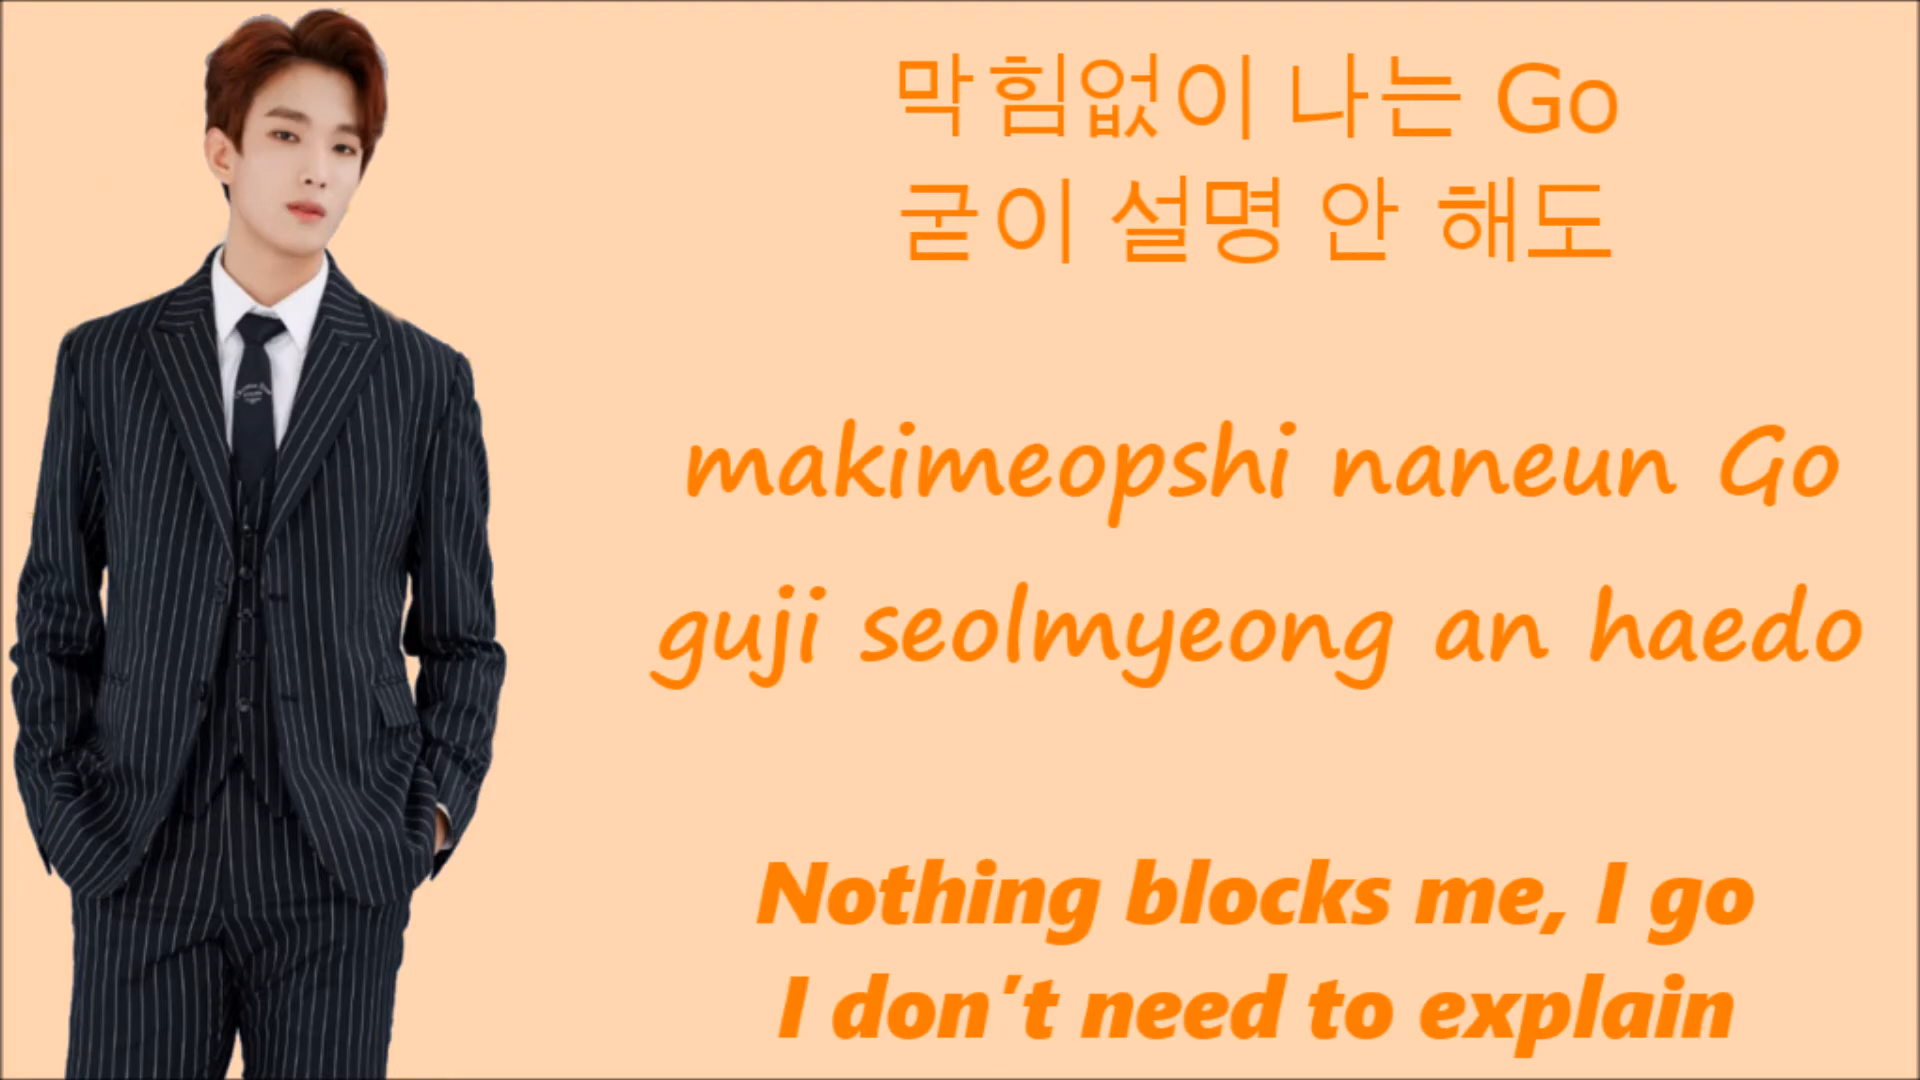 막힘없이 나는 Go
굳이 설명 안 해도
makimeopshi naneun Go
guji seolmyeong an haedo
Nothing blocks me, I go
I don't need to explain